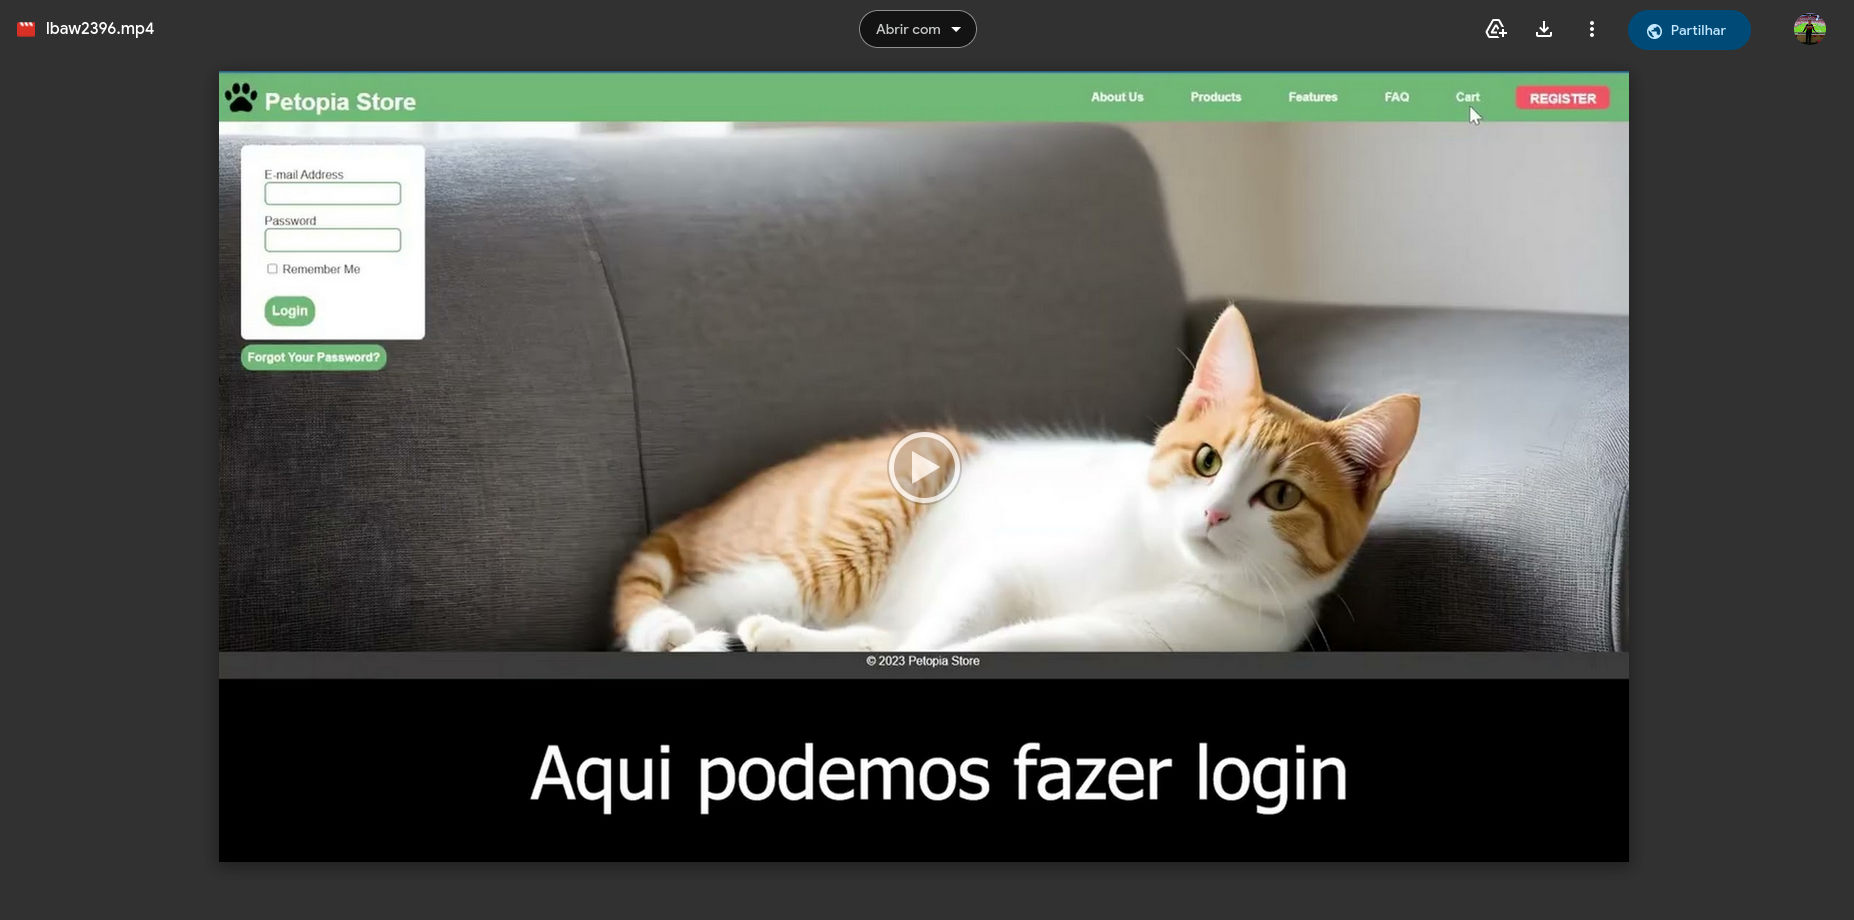 lbaw2396.mp4
Abrir com
Partilhar
Petopia Store
About Us
Products
Features
FAQ
Cart
REGISTER
E-mail Address
Password
Remember Me
Login
Forgot Your Password?
© 2023 Petopia Store
Aqui podemos fazer login